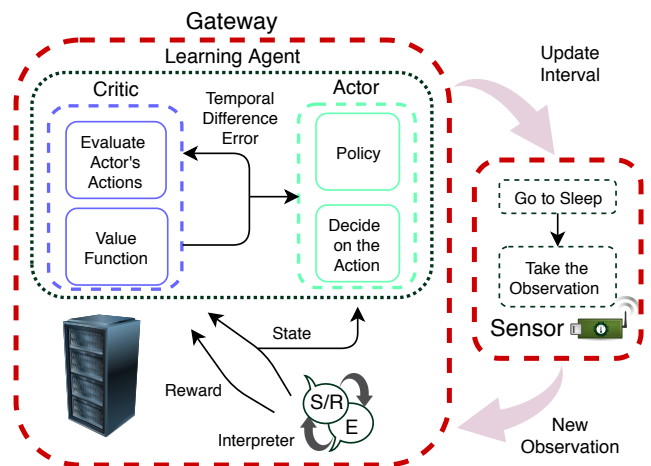 Gateway
Learning Agent
Critic
Temporal
Difference
Error
Actor
Evaluate
Actor's
Actions
Policy
Value
Function
Decide
on the
Action
State
Reward
Interpreter
S/R
E
Update
Interval
Go to Sleep
Take the
Observation
Sensor
New
Observation